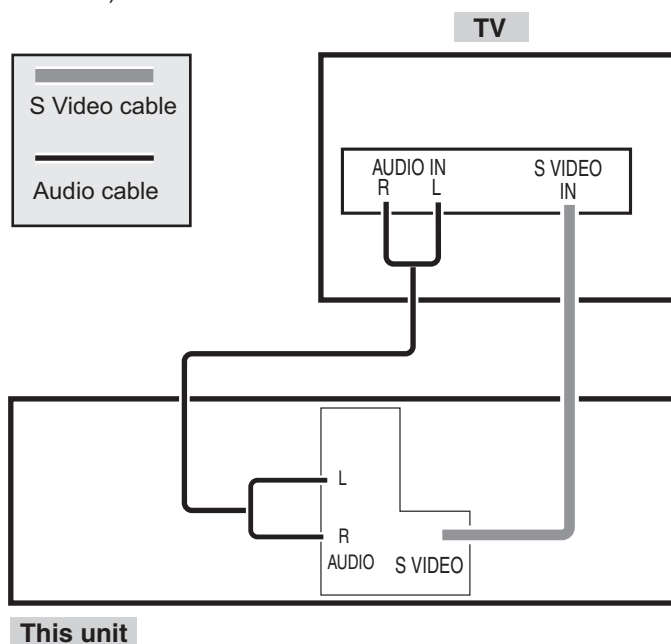 TV
S Video cable
Audio cable
AUDIO IN
R L
S VIDEO
IN
L
R
AUDIO
S VIDEO
This unit